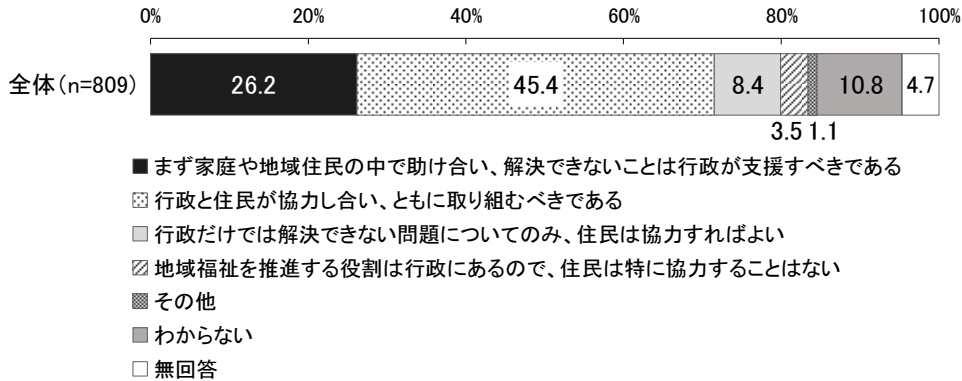 0% 20% 40% 60% 80% 100%
全体(n=809) 26.2 45.4 8.4 10.8 4.7
3.5 1.1
まず家庭や地域住民の中で助け合い、解決できないことは行政が支援すべきである
行政と住民が協力し合い、ともに取り組むべきである
行政だけでは解決できない問題についてのみ、住民は協力すればよい
地域福祉を推進する役割は行政にあるので、住民は特に協力することはない
その他
わからない
無回答